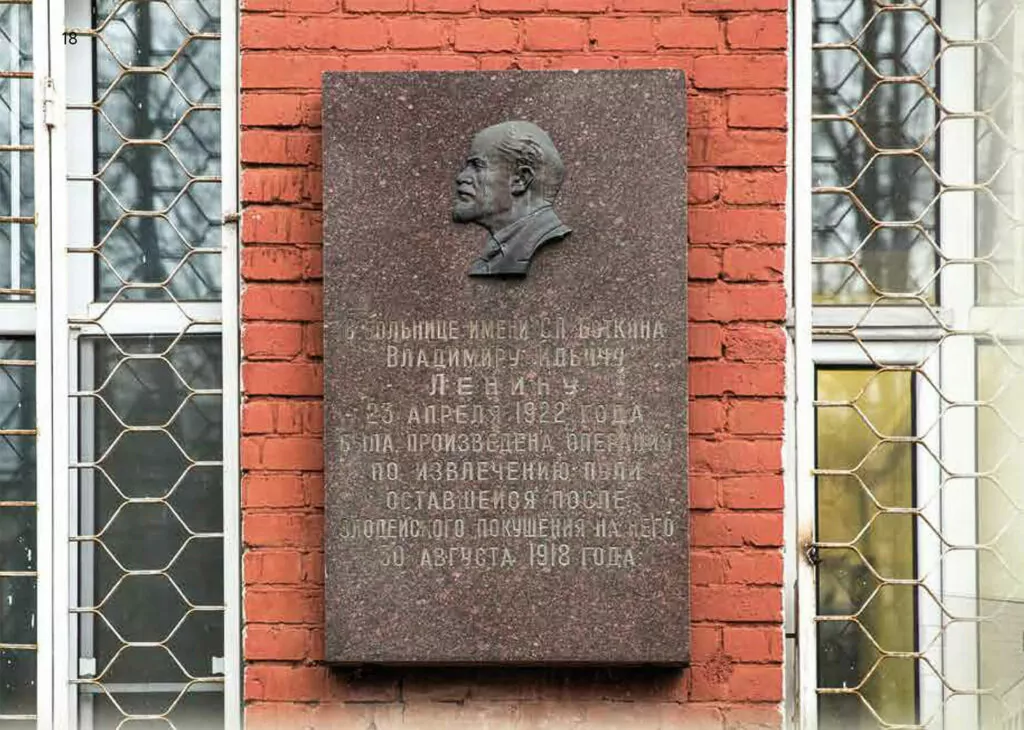 18
В БОЛЬНИЦЕ ИМЕНИ С.П. БОТКИНА
ВЛАДИМИРУ ИЛЬИЧУ
ЛЕНИНУ
23 АПРЕЛЯ 1922 ГОДА
БЫЛА ПРОИЗВЕДЕНА ОПЕРАЦИЯ
ПО ИЗВЛЕЧЕНИЮ ПУЛИ
ОСТАВШЕЙСЯ ПОСЛЕ
ЗЛОДЕЙСКОГО ПОКУШЕНИЯ НА НЕГО
30 АВГУСТА 1918 ГОДА